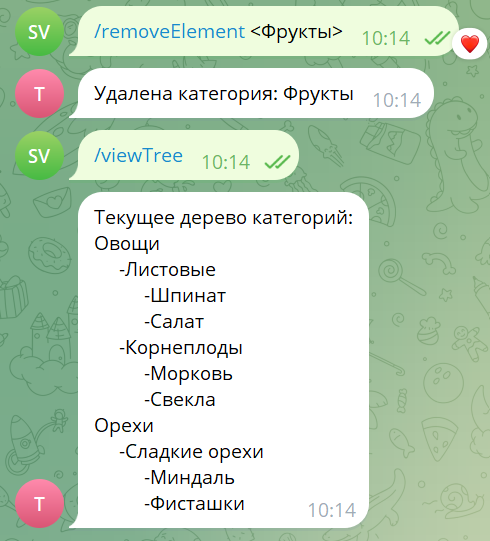 SV
/removeElement <Фрукты> 10:14
T
Удалена категория: Фрукты 10:14
SV
/viewTree 10:14
Текущее дерево категорий:
Овощи
-Листовые
-Шпинат
-Салат
-Корнеплоды
-Морковь
-Свекла
Орехи
-Сладкие орехи
-Миндаль
-Фисташки
T
10:14